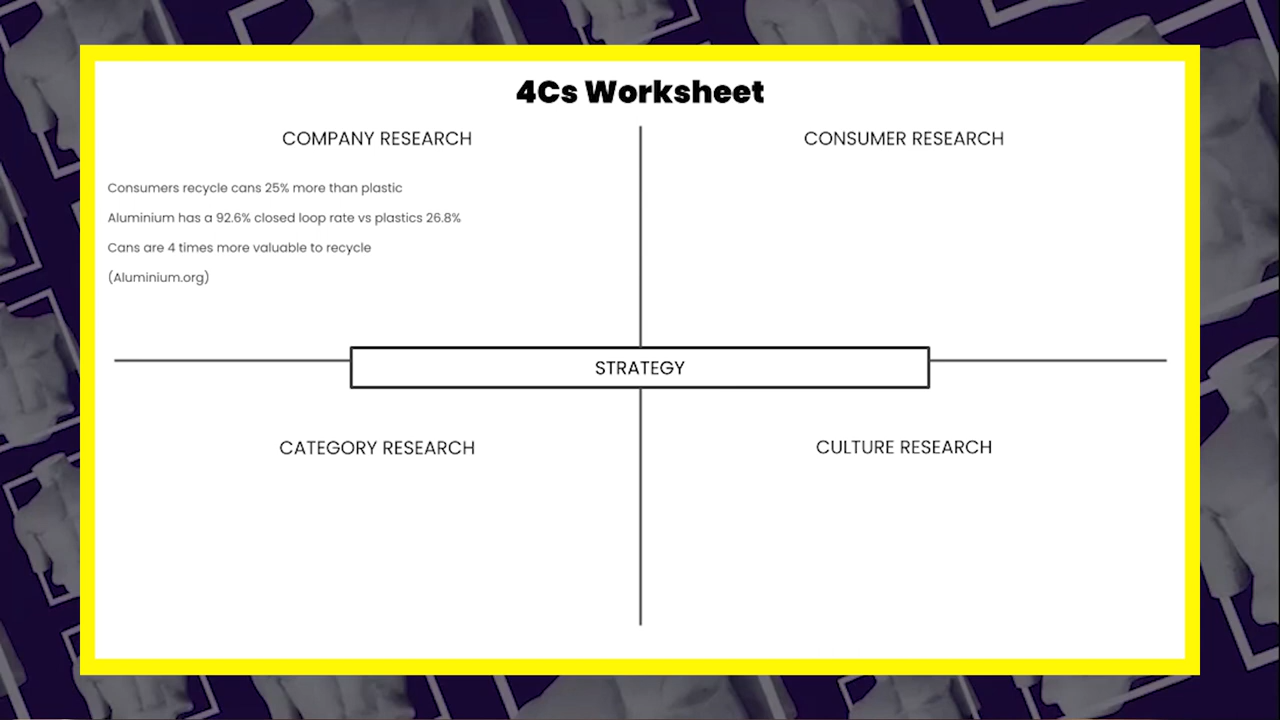 4Cs Worksheet
COMPANY RESEARCH
Consumers recycle cans 25% more than plastic
Aluminium has a 92.6% closed loop rate vs plastics 26.8%
Cans are 4 times more valuable to recycle
(Aluminium.org)
CONSUMER RESEARCH
STRATEGY
CATEGORY RESEARCH
CULTURE RESEARCH